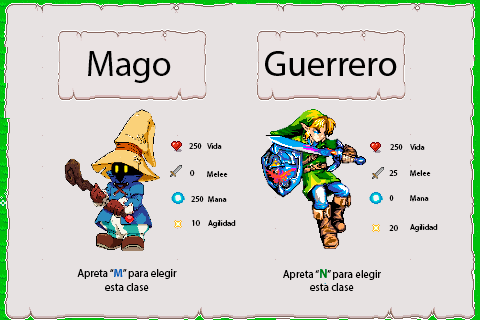 Mago
250 Vida
0 Melee
250 Mana
10 Agilidad
Apreta “M” para elegir
esta clase
Guerrero
250 Vida
25 Melee
0 Mana
20 Agilidad
Apreta “N” para elegir
esta clase